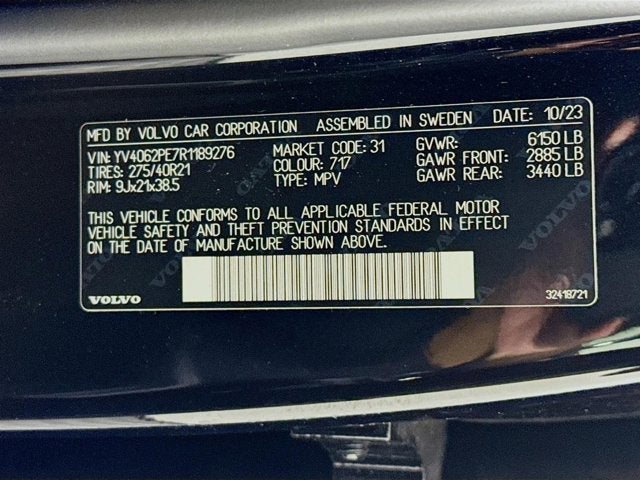 MFD BY VOLVO CAR CORPORATION ASSEMBLED IN SWEDEN DATE: 10/23
VIN: YV4062PE7R1189276 MARKET CODE: 31 GVWR: 6150 LB
TIRES: 275/40R21 COLOUR: 717 GAWR FRONT: 2885 LB
RIM: 9Jx21x38.5 TYPE: MPV GAWR REAR: 3440 LB
THIS VEHICLE CONFORMS TO ALL APPLICABLE FEDERAL MOTOR
VEHICLE SAFETY AND THEFT PREVENTION STANDARDS IN EFFECT
ON THE DATE OF MANUFACTURE SHOWN ABOVE.
VOLVO 32418721